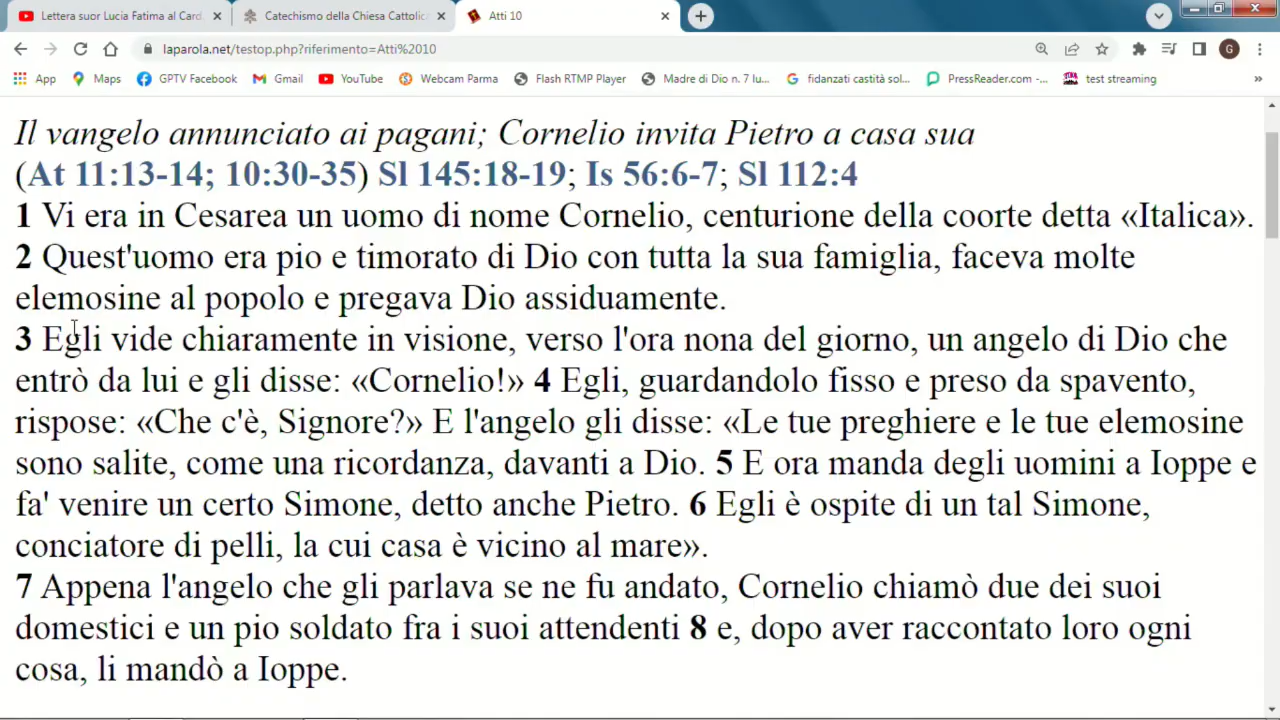 Lettera suor Lucia Fatima al Card.
Catechismo della Chiesa Cattolica
Atti 10
laparola.net/testop.php?riferimento=Atti%2010
G
App
Maps
GPTV Facebook
Gmail
YouTube
Webcam Parma
Flash RTMP Player
Madre di Dio n. 7 lu...
fidanzati castità sol...
PressReader.com -...
test streaming
»
Il vangelo annunciato ai pagani; Cornelio invita Pietro a casa sua
(At 11:13-14; 10:30-35) Sl 145:18-19; Is 56:6-7; Sl 112:4
1 Vi era in Cesarea un uomo di nome Cornelio, centurione della coorte detta «Italica».
2 Quest'uomo era pio e timorato di Dio con tutta la sua famiglia, faceva molte
elemosine al popolo e pregava Dio assiduamente.
3 Egli vide chiaramente in visione, verso l'ora nona del giorno, un angelo di Dio che
entrò da lui e gli disse: «Cornelio!» 4 Egli, guardandolo fisso e preso da spavento,
rispose: «Che c'è, Signore?» E l'angelo gli disse: «Le tue preghiere e le tue elemosine
sono salite, come una ricordanza, davanti a Dio. 5 E ora manda degli uomini a Ioppe e
fa' venire un certo Simone, detto anche Pietro. 6 Egli è ospite di un tal Simone,
conciatore di pelli, la cui casa è vicino al mare».
7 Appena l'angelo che gli parlava se ne fu andato, Cornelio chiamò due dei suoi
domestici e un pio soldato fra i suoi attendenti 8 e, dopo aver raccontato loro ogni
cosa, li mandò a Ioppe.